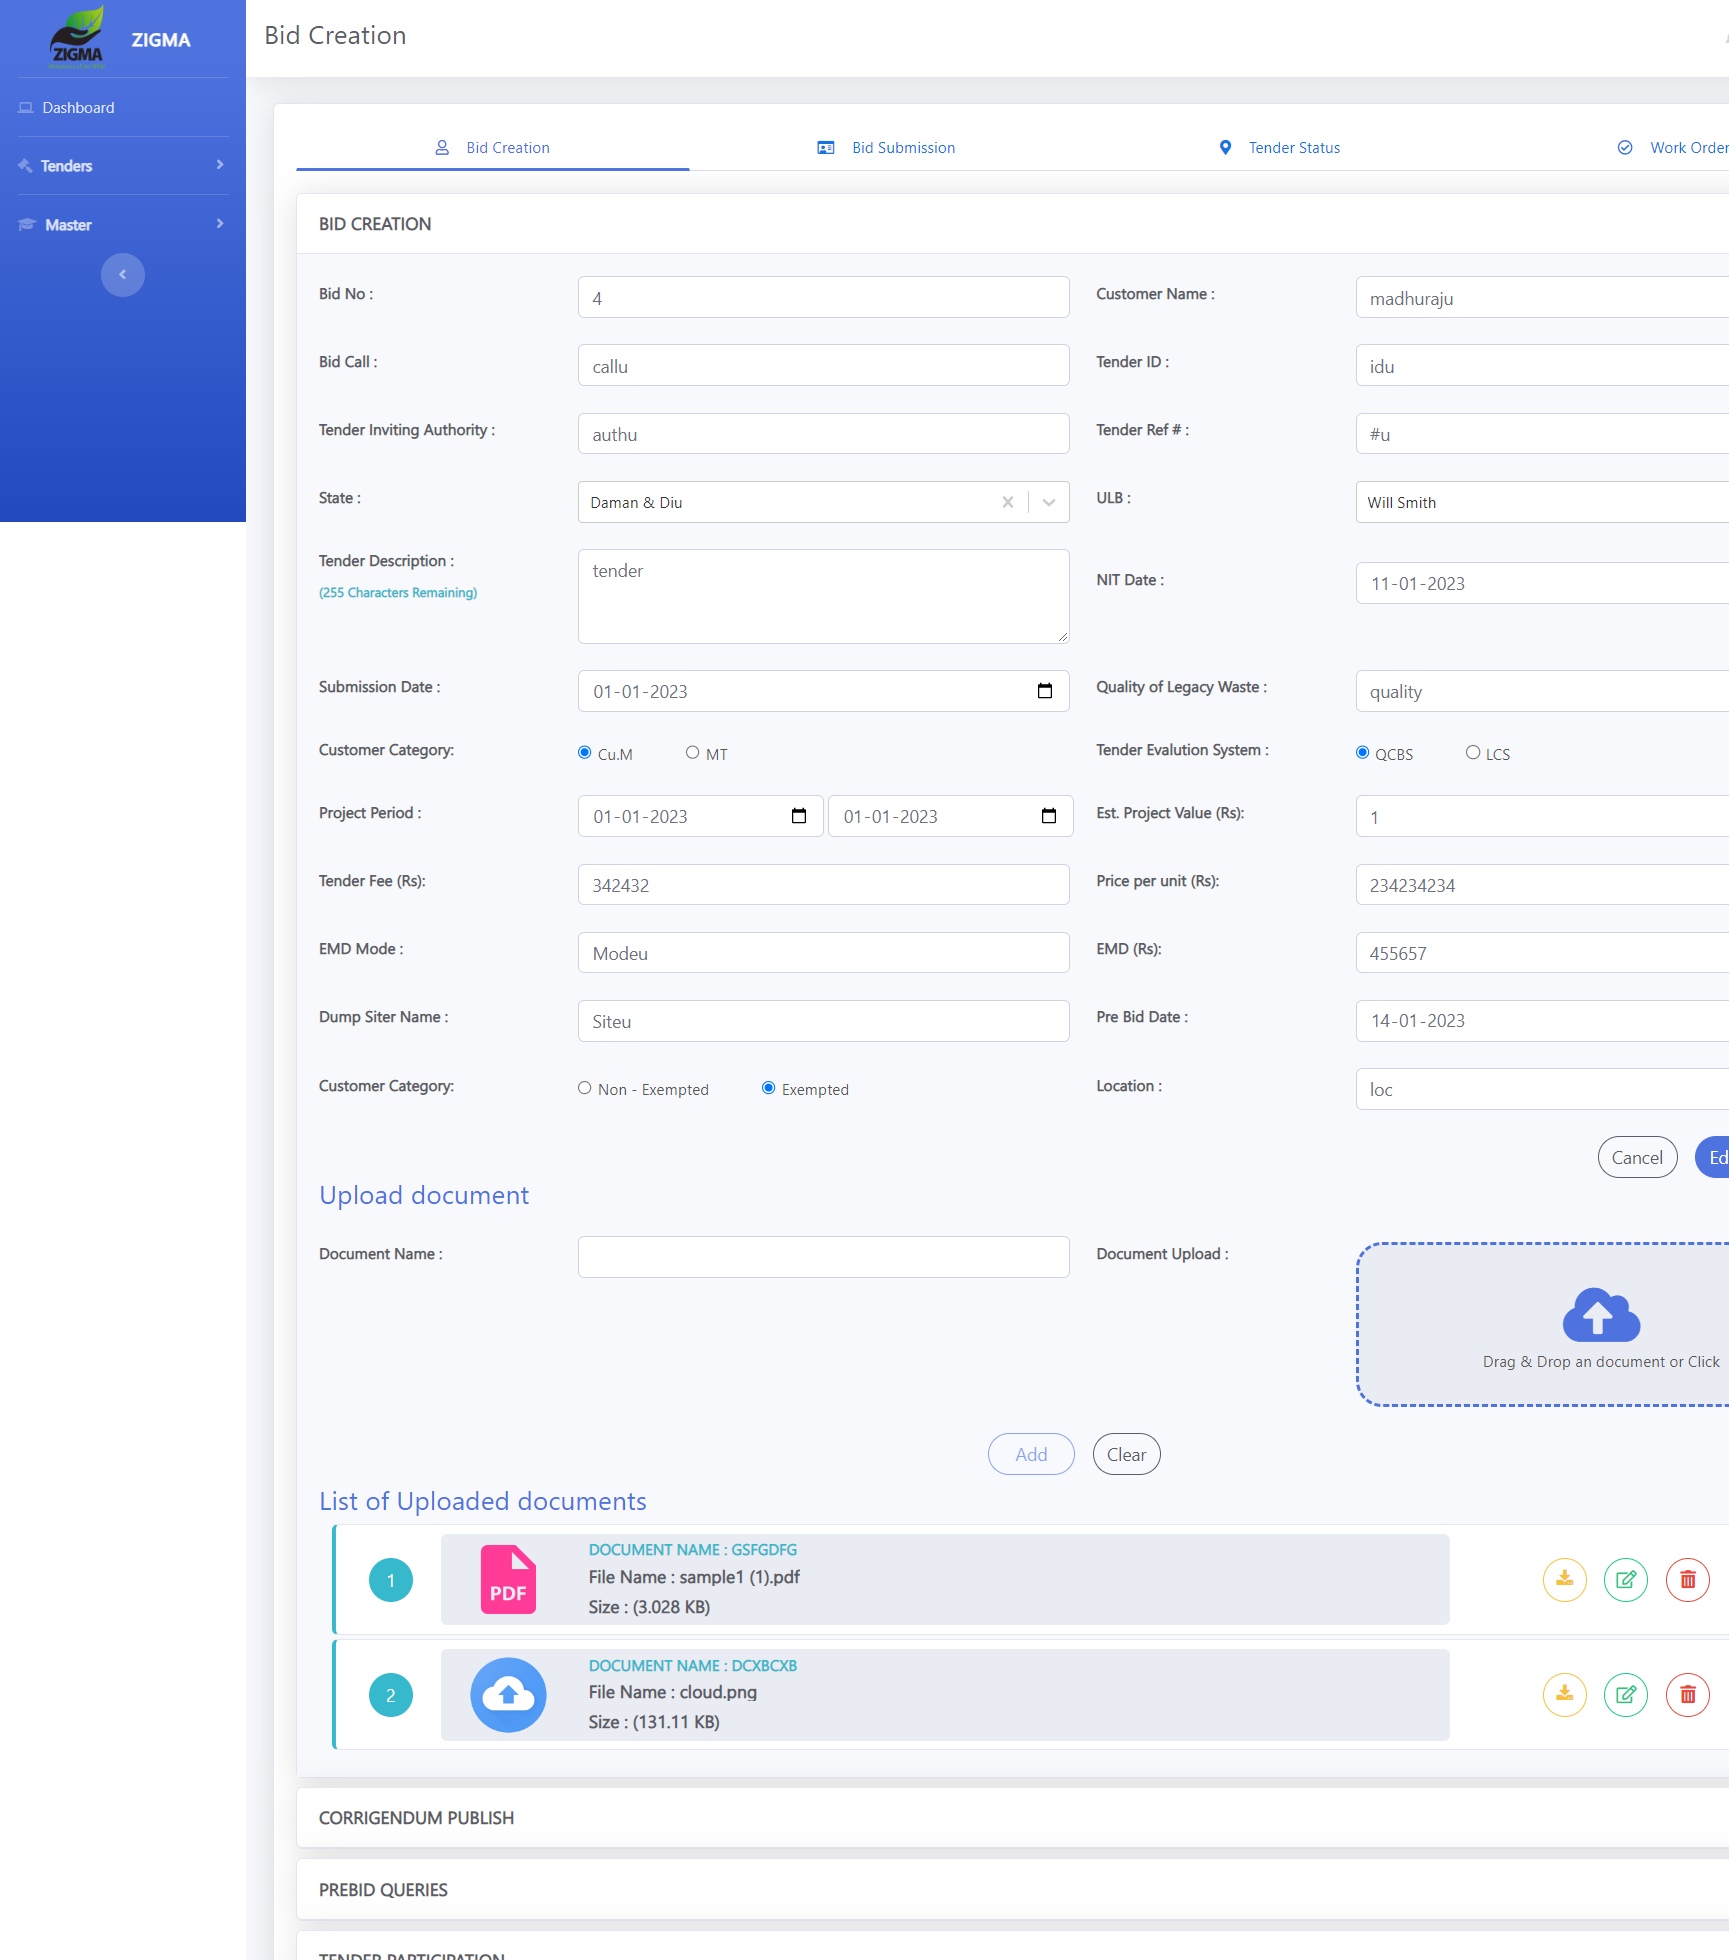 ZIGMA
ZIGMA
Bid Creation
Dashboard
Tenders
Master
Bid Creation
Bid Submission
Tender Status
Work Order
BID CREATION
Bid No :
4
Customer Name :
madhuraju
Bid Call :
callu
Tender ID :
idu
Tender Inviting Authority :
authu
Tender Ref # :
#u
State :
Daman & Diu
ULB :
Will Smith
Tender Description :
(255 Characters Remaining)
tender
NIT Date :
11-01-2023
Submission Date :
01-01-2023
Quality of Legacy Waste :
quality
Customer Category:
Cu.M
MT
Tender Evalution System :
QCBS
LCS
Project Period :
01-01-2023
01-01-2023
Est. Project Value (Rs):
1
Tender Fee (Rs):
342432
Price per unit (Rs):
234234234
EMD Mode :
Modeu
EMD (Rs):
455657
Dump Siter Name :
Siteu
Pre Bid Date :
14-01-2023
Customer Category:
Non - Exempted
Exempted
Location :
loc
Cancel
Ed
Upload document
Document Name :
Document Upload :
Drag & Drop an document or Click
Add
Clear
List of Uploaded documents
1
PDF
DOCUMENT NAME : GSFGDFG
File Name : sample1 (1).pdf
Size : (3.028 KB)
2
DOCUMENT NAME : DCXBCXB
File Name : cloud.png
Size : (131.11 KB)
CORRIGENDUM PUBLISH
PREBID QUERIES
TENDER PARTICIPATION